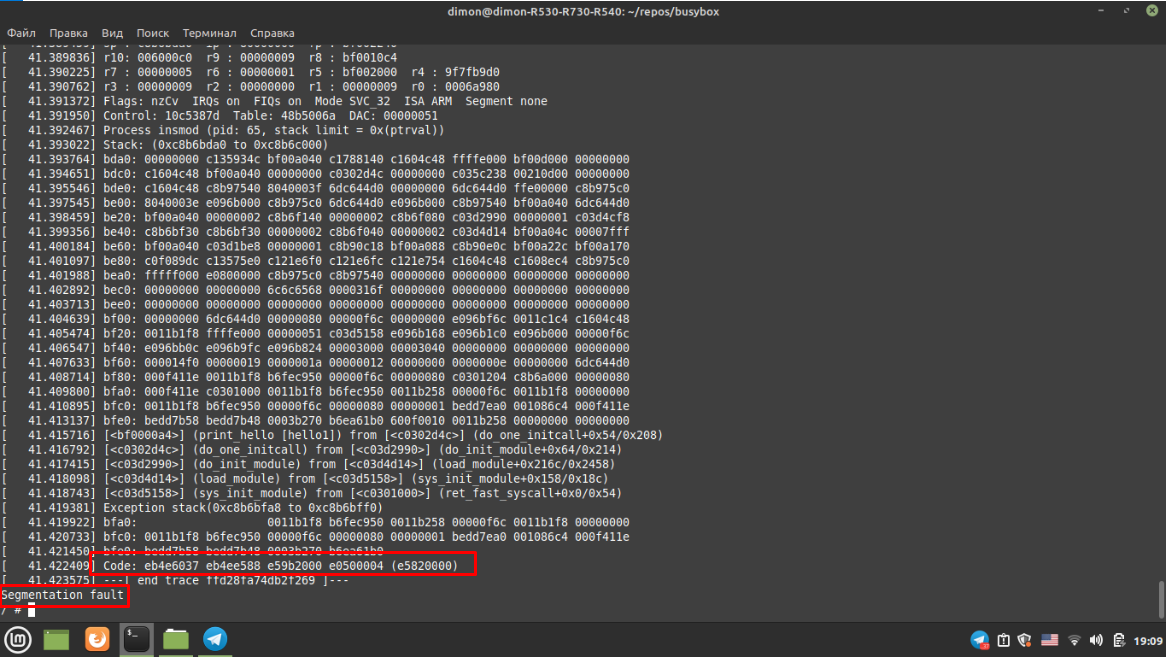 dimon@dimon-R530-R730-R540: ~/repos/busybox
Файл Правка Вид Поиск Терминал Справка
[ 41.389836] r10: 006000c0 r9 : 00000009 r8 : bf0010c4
[ 41.390225] r7 : 00000005 r6 : 00000001 r5 : bf002000 r4 : 9f7fb9d0
[ 41.390762] r3 : 00000009 r2 : 00000000 r1 : 00000009 r0 : 0006a980
[ 41.391372] Flags: nzCv IRQs on FIQs on Mode SVC_32 ISA ARM Segment none
[ 41.391950] Control: 10c5387d Table: 48b5006a DAC: 00000051
[ 41.392467] Process insmod (pid: 65, stack limit = 0x(ptrval))
[ 41.393022] Stack: (0xc8b6bda0 to 0xc8b6c000)
[ 41.393764] bda0: 00000000 c135934c bf00a040 c1788140 c1604c48 ffffe000 bf00d000 00000000
[ 41.394651] bdc0: c1604c48 bf00a040 00000000 c0302d4c 00000000 c035c238 00210d00 00000000
[ 41.395546] bde0: c1604c48 c8b97540 8040003f 6dc644d0 00000000 6dc644d0 ffe00000 c8b975c0
[ 41.397545] be00: 8040003e e096b000 c8b975c0 6dc644d0 e096b000 c8b97540 bf00a040 6dc644d0
[ 41.398459] be20: bf00a040 00000002 c8b6f140 00000002 c8b6f080 c03d2990 00000001 c03d4cf8
[ 41.399356] be40: c8b6bf30 c8b6bf30 00000002 c8b6f040 00000002 c03d4d14 bf00a04c 00007fff
[ 41.400184] be60: bf00a040 c03d1be8 00000001 c8b90c18 bf00a088 c8b90e0c bf00a22c bf00a170
[ 41.401097] be80: c0f089dc c13575e0 c121e6f0 c121e6fc c121e754 c1604c48 c1608ec4 c8b975c0
[ 41.401988] bea0: fffff000 e0800000 c8b975c0 c8b97540 00000000 00000000 00000000 00000000
[ 41.402892] bec0: 00000000 00000000 6c6c6568 0000316f 00000000 00000000 00000000 00000000
[ 41.403713] bee0: 00000000 00000000 00000000 00000000 00000000 00000000 00000000 00000000
[ 41.404639] bf00: 00000000 6dc644d0 00000080 00000f6c 00000000 e096bf6c 0011c1c4 c1604c48
[ 41.405474] bf20: 0011b1f8 ffffe000 00000051 c03d5158 e096b168 e096b1c0 e096b000 00000f6c
[ 41.406547] bf40: e096bb0c e096b9fc e096b824 00003000 00003040 00000000 00000000 00000000
[ 41.407633] bf60: 000014f0 00000019 0000001a 00000012 00000000 0000000e 00000000 6dc644d0
[ 41.408714] bf80: 000f411e 0011b1f8 b6fec950 00000f6c 00000080 c0301204 c8b6a000 00000080
[ 41.409800] bfa0: 000f411e c0301000 0011b1f8 b6fec950 0011b258 00000f6c 0011b1f8 00000000
[ 41.410895] bfc0: 0011b1f8 b6fec950 00000f6c 00000080 00000001 bedd7ea0 001086c4 000f411e
[ 41.413137] bfe0: bedd7b58 bedd7b48 0003b270 b6ea61b0 600f0010 0011b258 00000000 00000000
[ 41.415716] [<bf0000a4>] (print_hello [hello1]) from [<c0302d4c>] (do_one_initcall+0x54/0x208)
[ 41.416792] [<c0302d4c>] (do_one_initcall) from [<c03d2990>] (do_init_module+0x64/0x214)
[ 41.417415] [<c03d2990>] (do_init_module) from [<c03d4d14>] (load_module+0x216c/0x2458)
[ 41.418098] [<c03d4d14>] (load_module) from [<c03d5158>] (sys_init_module+0x158/0x18c)
[ 41.418743] [<c03d5158>] (sys_init_module) from [<c0301000>] (ret_fast_syscall+0x0/0x54)
[ 41.419381] Exception stack(0xc8b6bfa8 to 0xc8b6bff0)
[ 41.419922] bfa0: 0011b1f8 b6fec950 0011b258 00000f6c 0011b1f8 00000000
[ 41.420733] bfc0: 0011b1f8 b6fec950 00000f6c 00000080 00000001 bedd7ea0 001086c4 000f411e
[ 41.421450] bfe0: bedd7b58 bedd7b48 0003b270 b6ea61b0
[ 41.422409] Code: eb4e6037 eb4ee588 e59b2000 e0500004 (e5820000)
[ 41.423575] ---[ end trace ffd28fa74db2f269 ]---
Segmentation fault
/ #
19:09